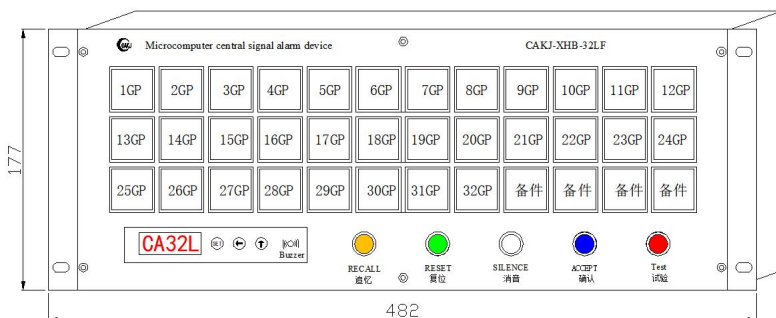 Microcomputer central signal alarm device CAKJ-XHB-32LF
1GP 2GP 3GP 4GP 5GP 6GP 7GP 8GP 9GP 10GP 11GP 12GP
13GP 14GP 15GP 16GP 17GP 18GP 19GP 20GP 21GP 22GP 23GP 24GP
25GP 26GP 27GP 28GP 29GP 30GP 31GP 32GP 备件 备件 备件 备件
177
CA32L SET Buzzer
RECALL RESET SILENCE ACCEPT Test
追忆 复位 消音 确认 试验
482